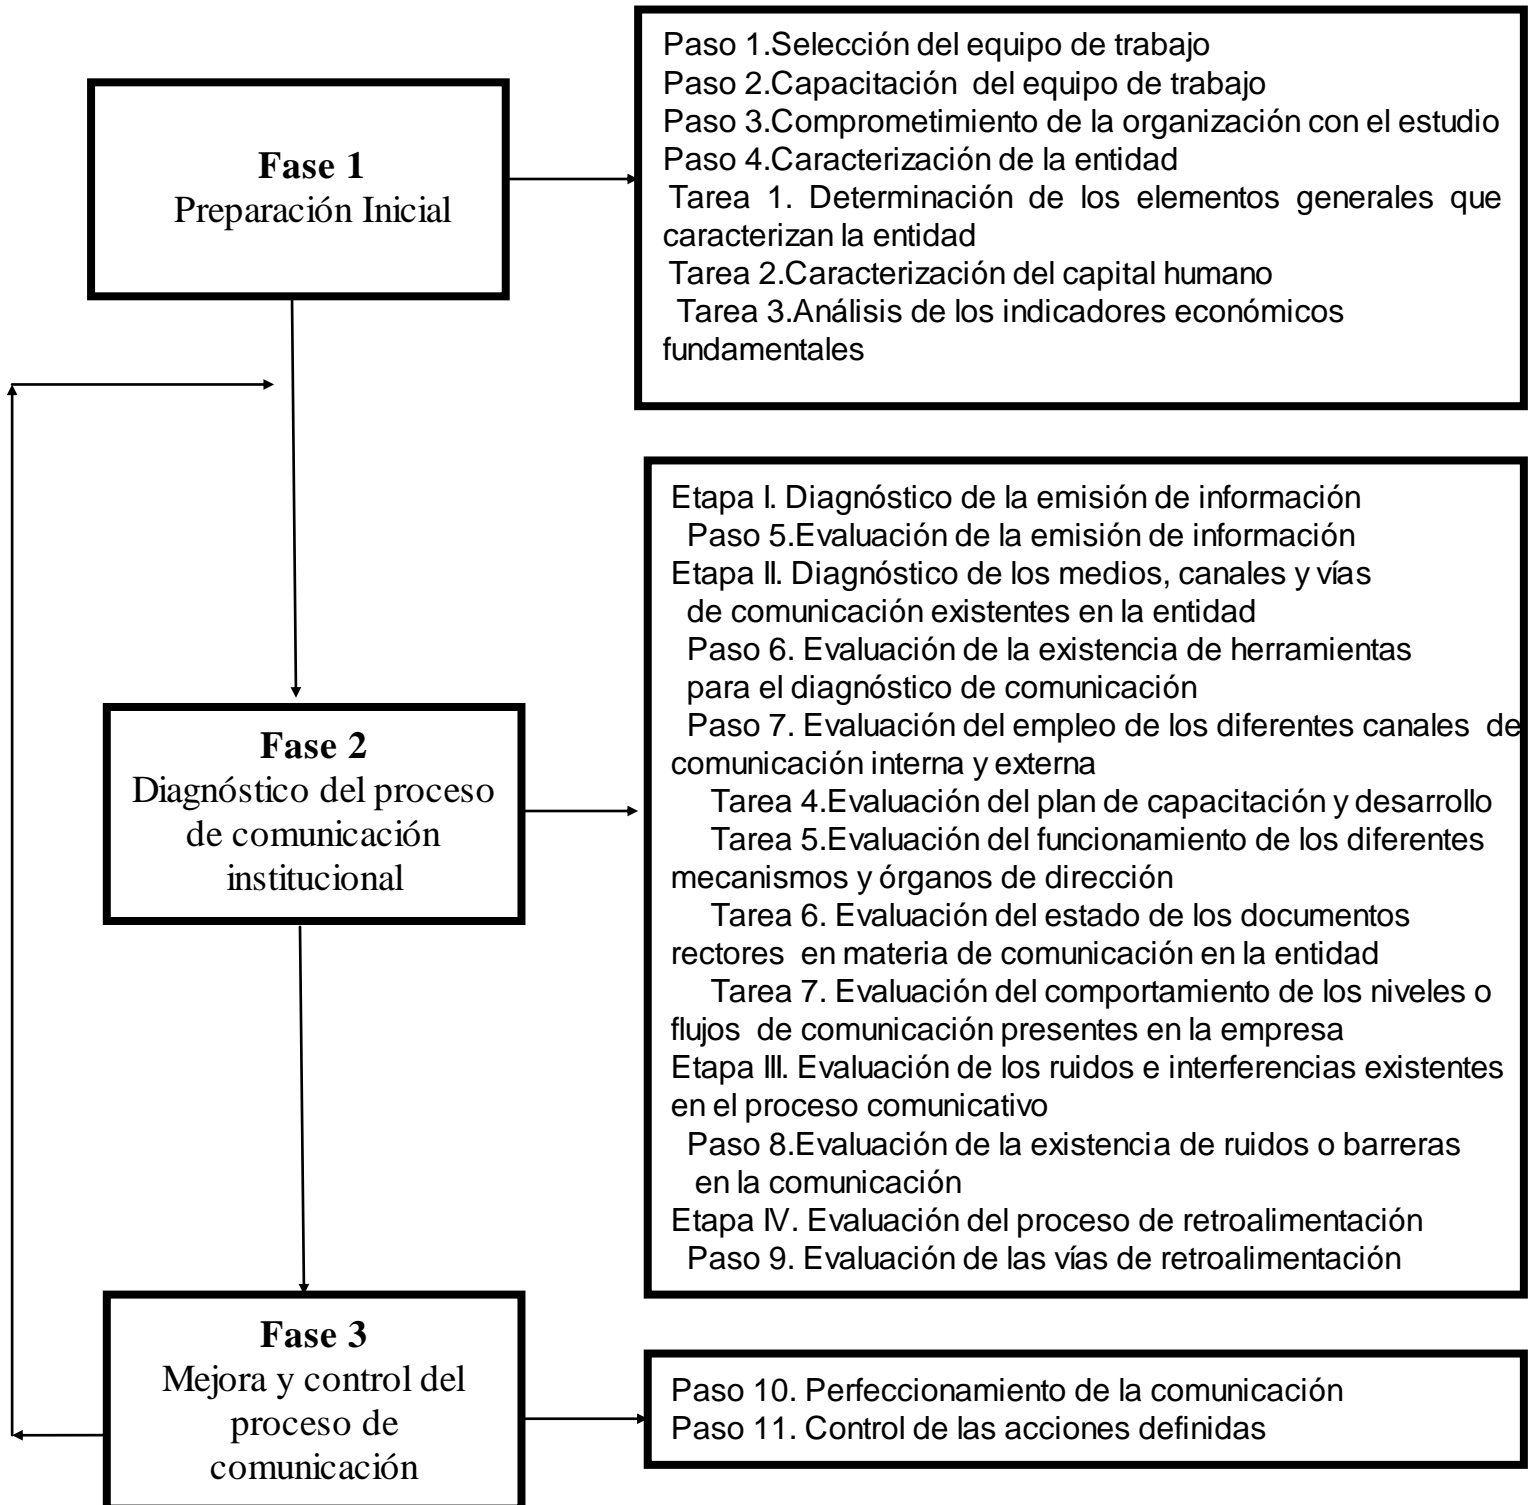 Fase 1
Preparación Inicial
Paso 1.Selección del equipo de trabajo
Paso 2.Capacitación del equipo de trabajo
Paso 3.Comprometimiento de la organización con el estudio
Paso 4.Caracterización de la entidad
Tarea 1. Determinación de los elementos generales que
caracterizan la entidad
Tarea 2.Caracterización del capital humano
Tarea 3.Análisis de los indicadores económicos
fundamentales
Fase 2
Diagnóstico del proceso
de comunicación
institucional
Etapa I. Diagnóstico de la emisión de información
Paso 5.Evaluación de la emisión de información
Etapa II. Diagnóstico de los medios, canales y vías
de comunicación existentes en la entidad
Paso 6. Evaluación de la existencia de herramientas
para el diagnóstico de comunicación
Paso 7. Evaluación del empleo de los diferentes canales de
comunicación interna y externa
Tarea 4.Evaluación del plan de capacitación y desarrollo
Tarea 5.Evaluación del funcionamiento de los diferentes
mecanismos y órganos de dirección
Tarea 6. Evaluación del estado de los documentos
rectores en materia de comunicación en la entidad
Tarea 7. Evaluación del comportamiento de los niveles o
flujos de comunicación presentes en la empresa
Etapa III. Evaluación de los ruidos e interferencias existentes
en el proceso comunicativo
Paso 8.Evaluación de la existencia de ruidos o barreras
en la comunicación
Etapa IV. Evaluación del proceso de retroalimentación
Paso 9. Evaluación de las vías de retroalimentación
Fase 3
Mejora y control del
proceso de
comunicación
Paso 10. Perfeccionamiento de la comunicación
Paso 11. Control de las acciones definidas